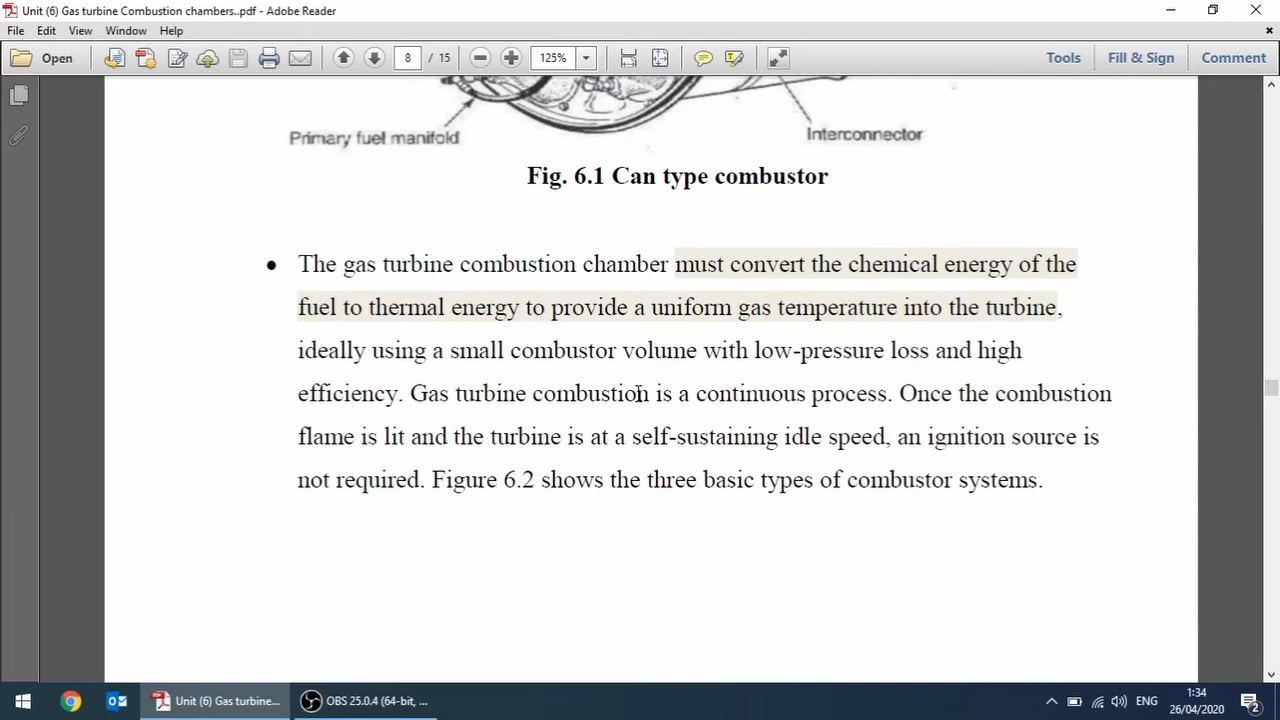 Unit (6) Gas turbine Combustion chambers..pdf - Adobe Reader
File Edit View Window Help
Open 8 / 15 125% Tools Fill & Sign Comment
Primary fuel manifold Interconnector
Fig. 6.1 Can type combustor
• The gas turbine combustion chamber must convert the chemical energy of the
fuel to thermal energy to provide a uniform gas temperature into the turbine,
ideally using a small combustor volume with low-pressure loss and high
efficiency. Gas turbine combustion is a continuous process. Once the combustion
flame is lit and the turbine is at a self-sustaining idle speed, an ignition source is
not required. Figure 6.2 shows the three basic types of combustor systems.
Unit (6) Gas turbine... OBS 25.0.4 (64-bit, ... ENG 1:34
26/04/2020 2